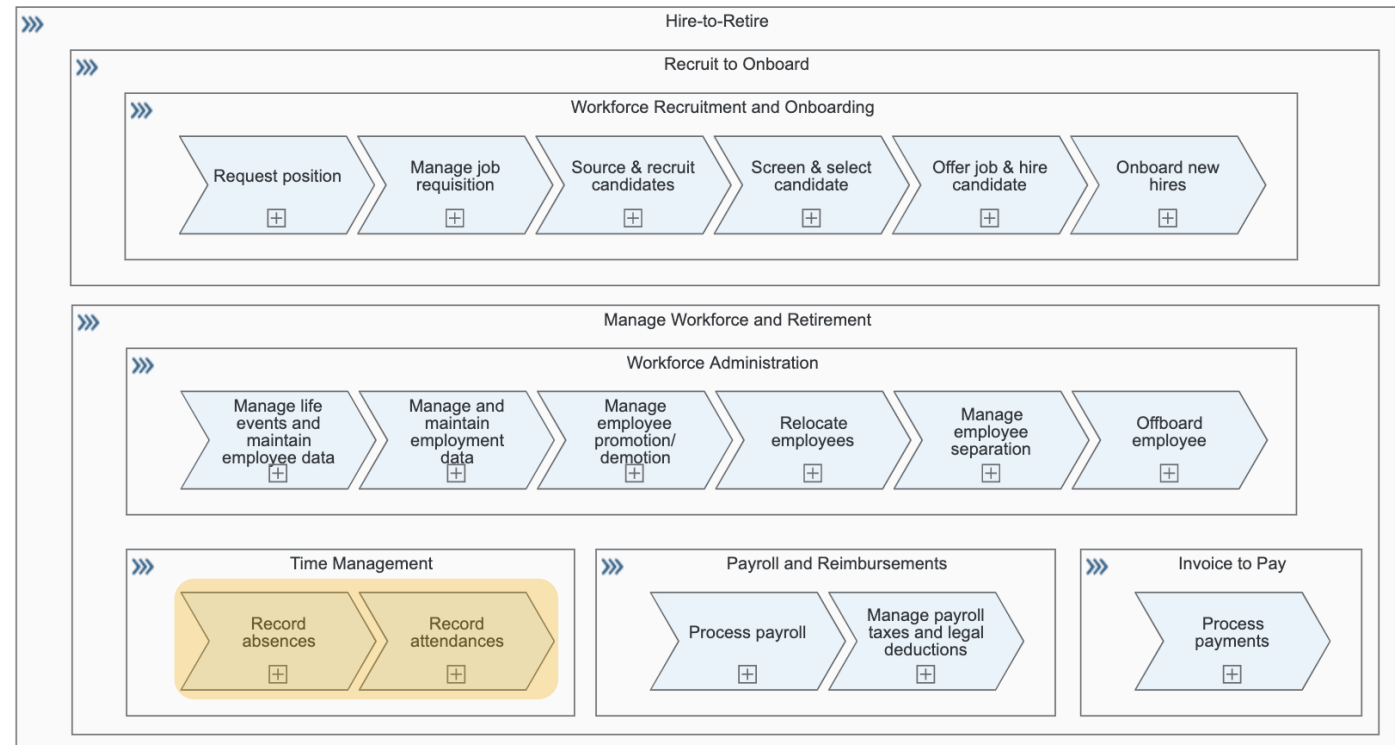 Hire-to-Retire
Recruit to Onboard
Workforce Recruitment and Onboarding
Request position
Manage job
requisition
Source & recruit
candidates
Screen & select
candidate
Offer job & hire
candidate
Onboard new
hires
Manage Workforce and Retirement
Workforce Administration
Manage life
events and
maintain
employee data
Manage and
maintain
employment
data
Manage
employee
promotion/
demotion
Relocate
employees
Manage
employee
separation
Offboard
employee
Time Management
Record
absences
Record
attendances
Payroll and Reimbursements
Process payroll
Manage payroll
taxes and legal
deductions
Invoice to Pay
Process
payments